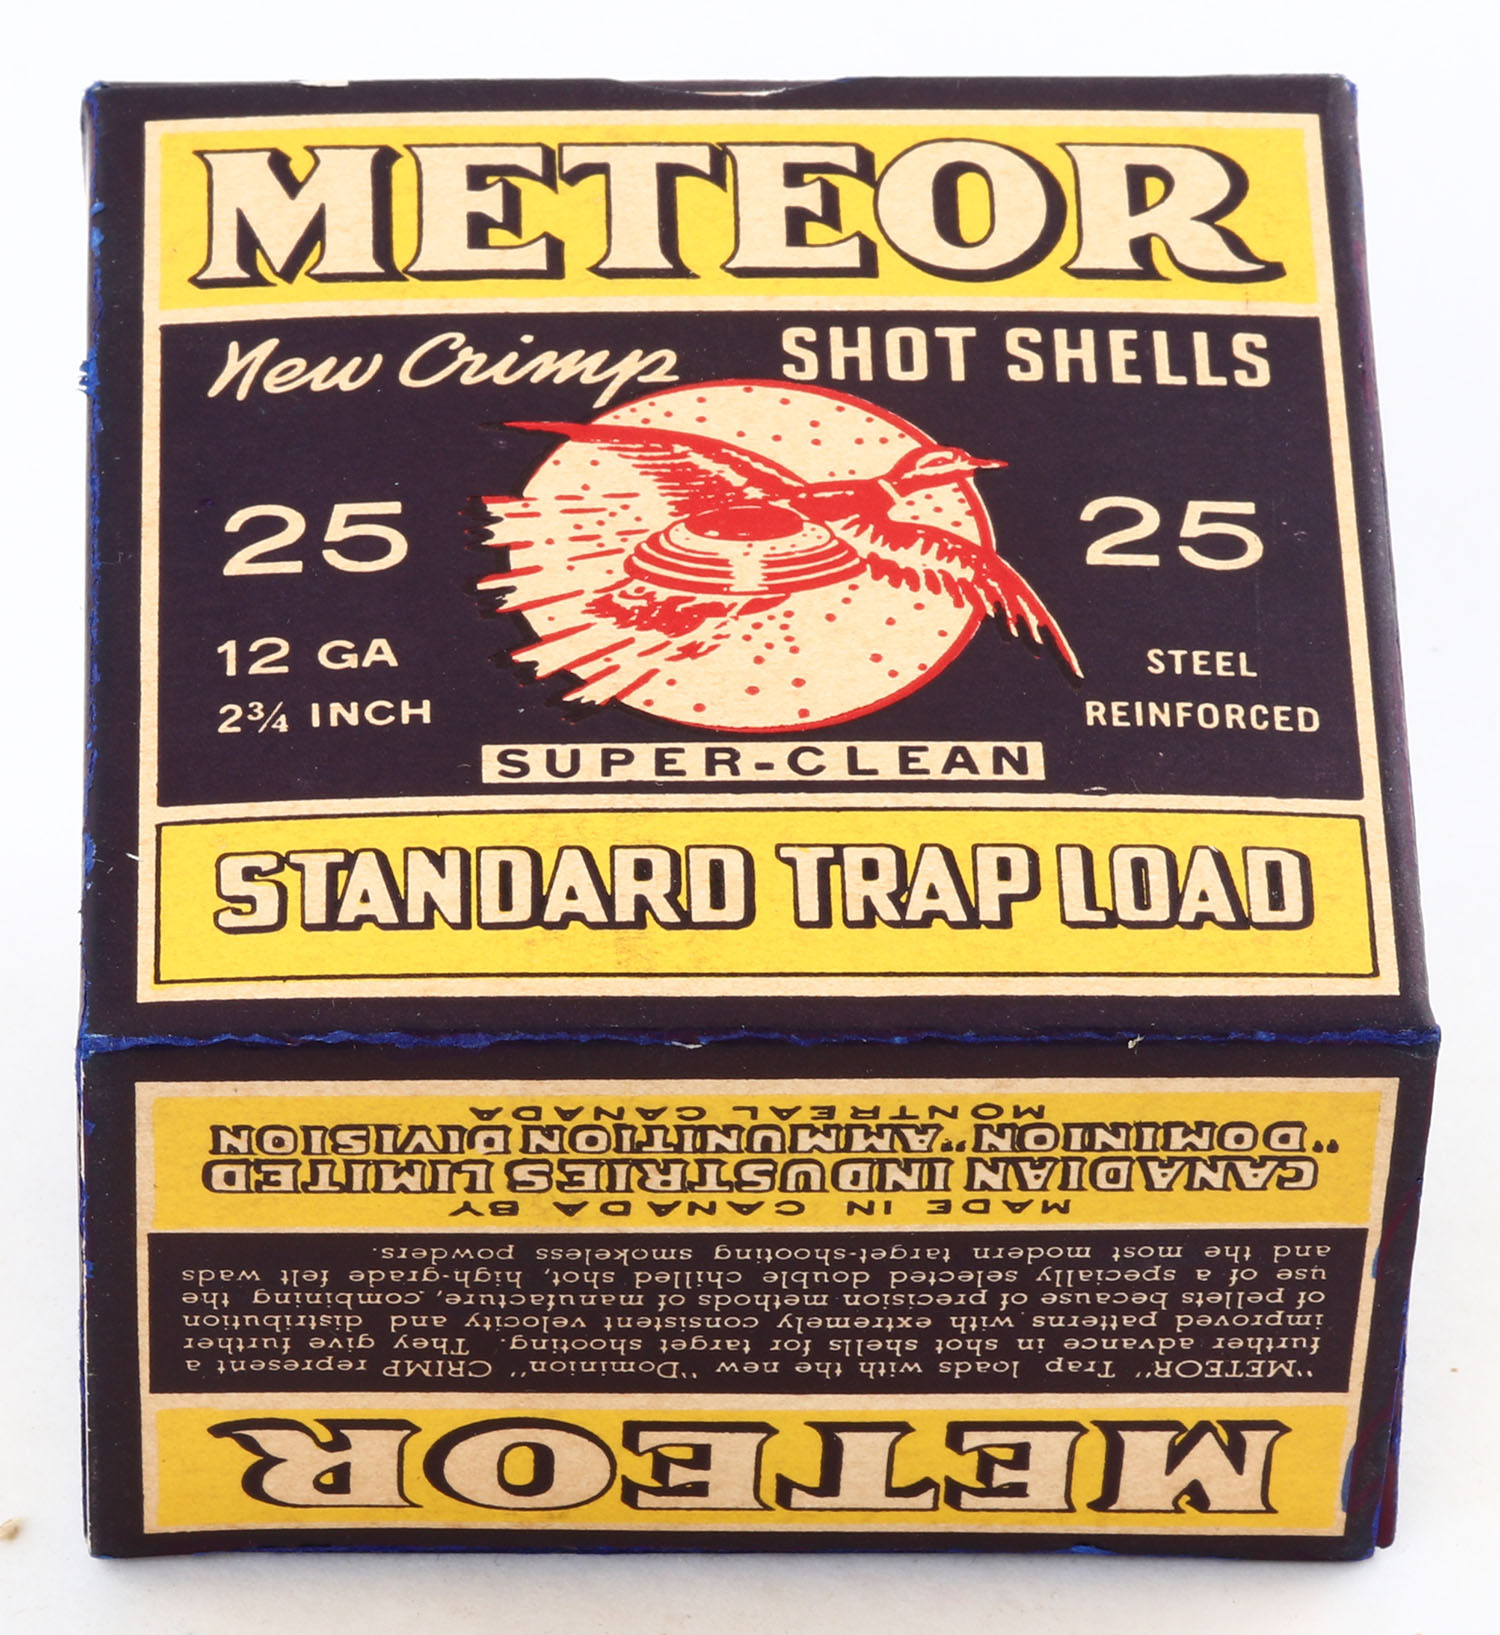 METEOR
New Crimp SHOT SHELLS
25 25
12 GA
2¾ INCH
STEEL
REINFORCED
SUPER-CLEAN
STANDARD TRAP LOAD
METEOR
"METEOR" Trap loads with the new "Dominion" CRIMP represent a
further advance in shot shells for target shooting. They give further
improved patterns with extremely consistent velocity and distribution
of pellets because of precision methods of manufacture, combining the
use of a specially selected double chilled shot, high-grade felt wads
and the most modern target-shooting smokeless powders.
MADE IN CANADA BY
CANADIAN INDUSTRIES LIMITED
"DOMINION" AMMUNITION DIVISION
MONTREAL CANADA